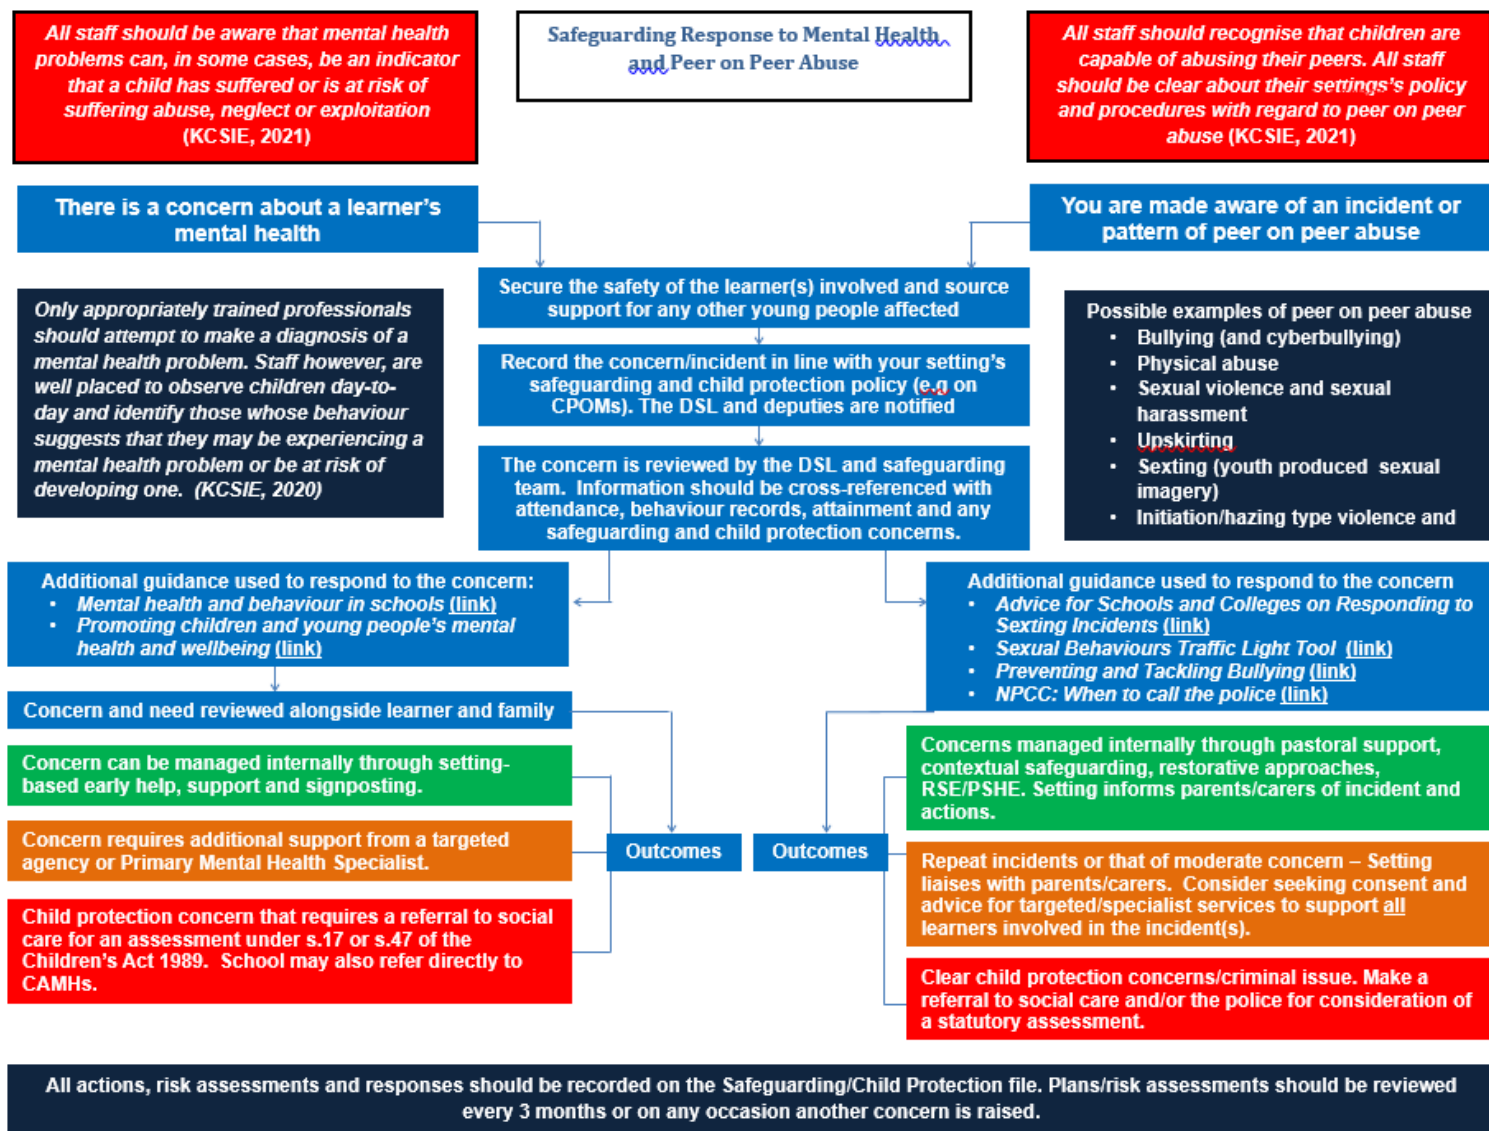 All staff should be aware that mental health
problems can, in some cases, be an indicator
that a child has suffered or is at risk of
suffering abuse, neglect or exploitation
(KCSIE, 2021)
Safeguarding Response to Mental Health
and Peer on Peer Abuse
All staff should recognise that children are
capable of abusing their peers. All staff
should be clear about their settings's policy
and procedures with regard to peer on peer
abuse (KCSIE, 2021)
There is a concern about a learner's
mental health
You are made aware of an incident or
pattern of peer on peer abuse
Secure the safety of the learner(s) involved and source
support for any other young people affected
Only appropriately trained professionals
should attempt to make a diagnosis of a
mental health problem. Staff however, are
well placed to observe children day-to-
day and identify those whose behaviour
suggests that they may be experiencing a
mental health problem or be at risk of
developing one. (KCSIE, 2020)
Record the concern/incident in line with your setting's
safeguarding and child protection policy (e.g on
CPOMs). The DSL and deputies are notified
Possible examples of peer on peer abuse
• Bullying (and cyberbullying)
• Physical abuse
• Sexual violence and sexual
harassment
• Upskirting
• Sexting (youth produced sexual
imagery)
• Initiation/hazing type violence and
The concern is reviewed by the DSL and safeguarding
team. Information should be cross-referenced with
attendance, behaviour records, attainment and any
safeguarding and child protection concerns.
Additional guidance used to respond to the concern:
• Mental health and behaviour in schools (link)
• Promoting children and young people's mental
health and wellbeing (link)
Additional guidance used to respond to the concern
• Advice for Schools and Colleges on Responding to
Sexting Incidents (link)
• Sexual Behaviours Traffic Light Tool (link)
• Preventing and Tackling Bullying (link)
• NPCC: When to call the police (link)
Concern and need reviewed alongside learner and family
Concern can be managed internally through setting-
based early help, support and signposting.
Concern requires additional support from a targeted
agency or Primary Mental Health Specialist.
Child protection concern that requires a referral to social
care for an assessment under s.17 or s.47 of the
Children's Act 1989. School may also refer directly to
CAMHs.
Outcomes
Outcomes
Concerns managed internally through pastoral support,
contextual safeguarding, restorative approaches,
RSE/PSHE. Setting informs parents/carers of incident and
actions.
Repeat incidents or that of moderate concern – Setting
liaises with parents/carers. Consider seeking consent and
advice for targeted/specialist services to support all
learners involved in the incident(s).
Clear child protection concerns/criminal issue. Make a
referral to social care and/or the police for consideration of
a statutory assessment.
All actions, risk assessments and responses should be recorded on the Safeguarding/Child Protection file. Plans/risk assessments should be reviewed
every 3 months or on any occasion another concern is raised.